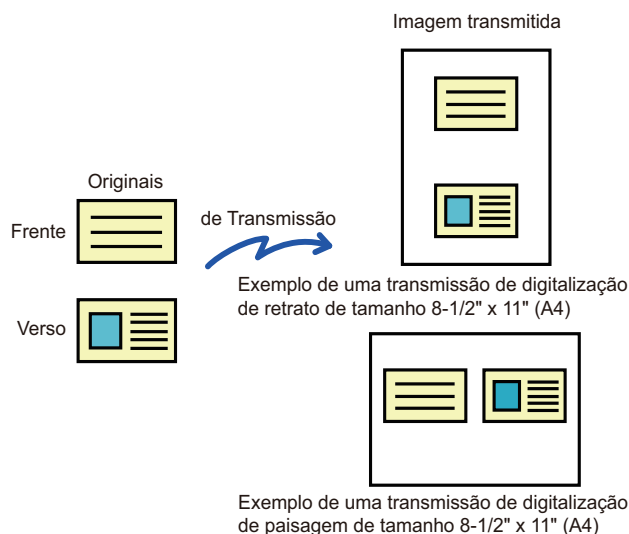 Imagem transmitida
Originais
Frente
de Transmissão
Verso
Exemplo de uma transmissão de digitalização
de retrato de tamanho 8-1/2" x 11" (A4)
Exemplo de uma transmissão de digitalização
de paisagem de tamanho 8-1/2" x 11" (A4)